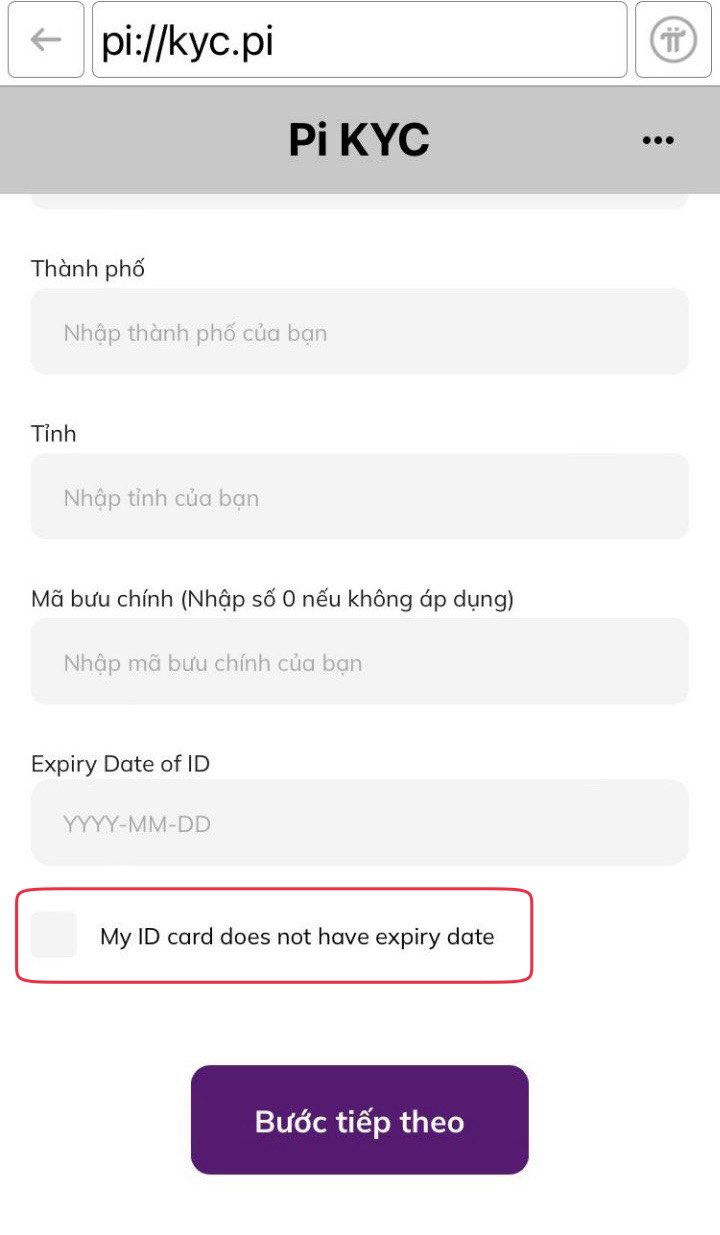 pi://kyc.pi
Pi KYC
Thành phố
Nhập thành phố của bạn
Tỉnh
Nhập tỉnh của bạn
Mã bưu chính (Nhập số 0 nếu không áp dụng)
Nhập mã bưu chính của bạn
Expiry Date of ID
YYYY-MM-DD
My ID card does not have expiry date
Bước tiếp theo